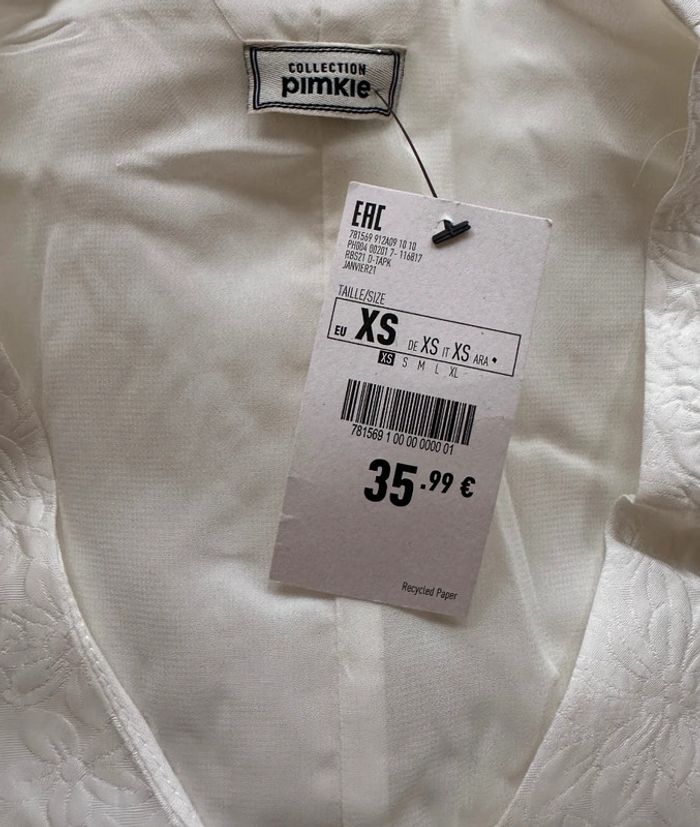 COLLECTION
pimkie
EAC
781569 912A09 10 10
PH004 00201 7- 116817
RBS21 D-TAPK
JANVIER21
TAILLE/SIZE
EU XS DE XS IT XS ARA
XS S M L XL
781569 1 00 00 0000 01
35.99 €
Recycled Paper